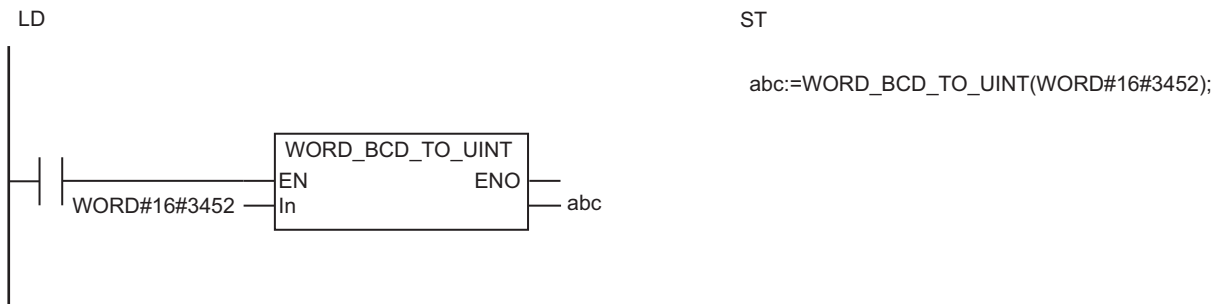 LD
ST
abc:=WORD_BCD_TO_UINT(WORD#16#3452);
WORD_BCD_TO_UINT
EN ENO
WORD#16#3452 In abc